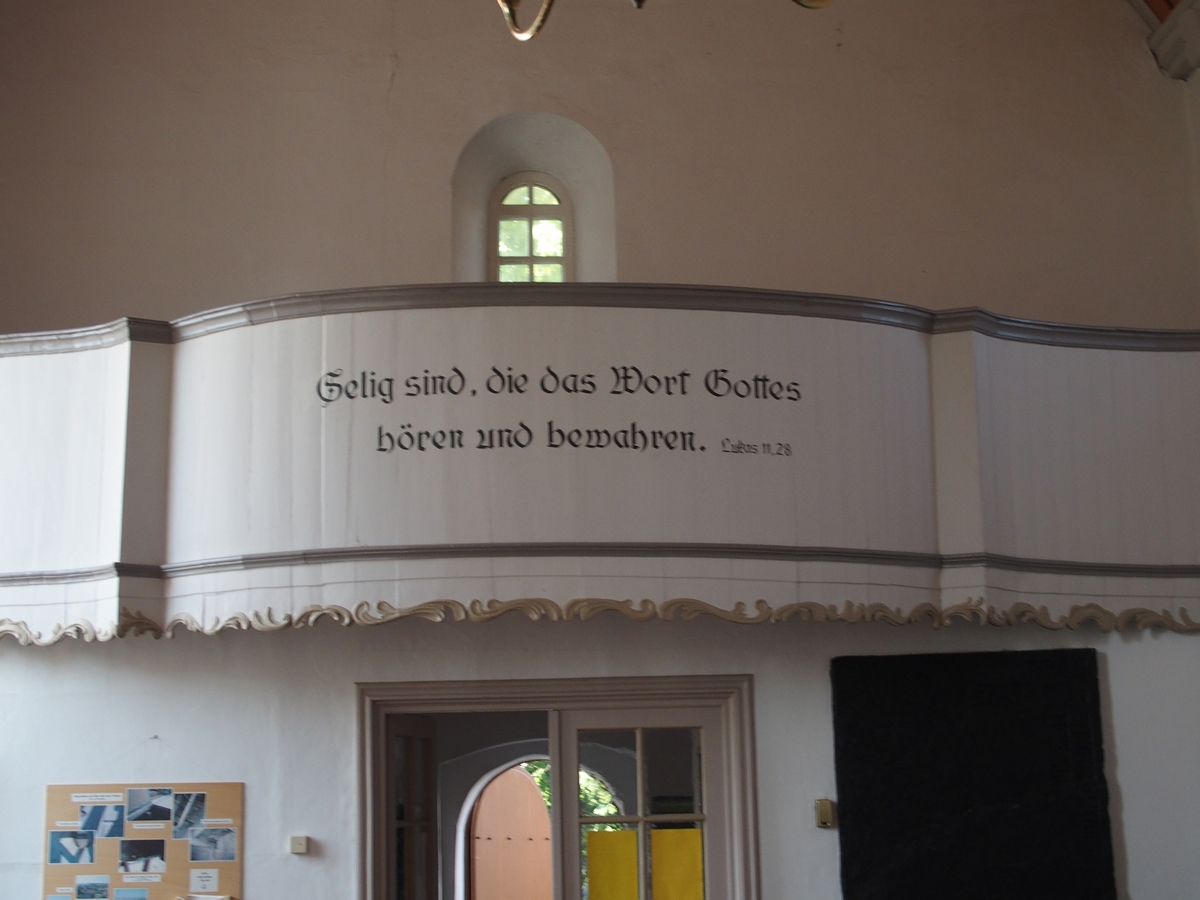 Selig sind, die das Wort Gottes
hören und bewahren. Lukas 11,28